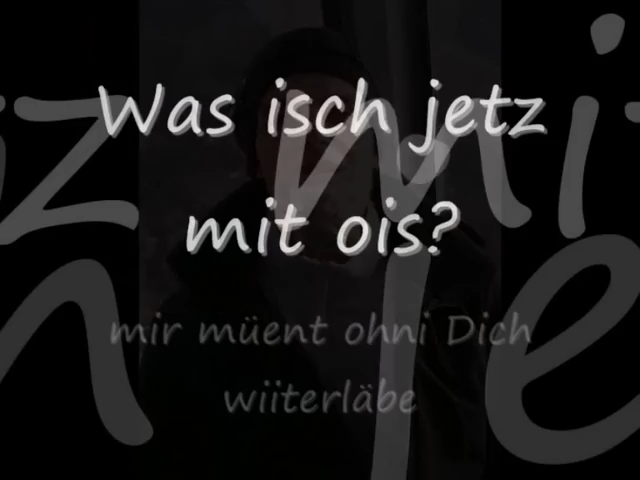 Was isch jetz
mit ois?
mir müent ohni Dich
wiiterläbe